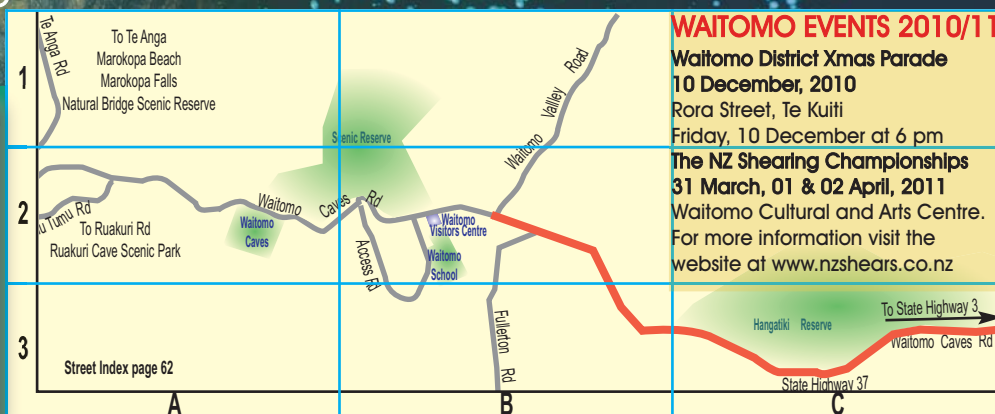 Te Anga Rd
To Te Anga
Marokopa Beach
Marokopa Falls
Natural Bridge Scenic Reserve
1
Scenic Reserve
Waitomo Vallley Road
WAITOMO EVENTS 2010/11
Waitomo District Xmas Parade
10 December, 2010
Rora Street, Te Kuiti
Friday, 10 December at 6 pm
The NZ Shearing Championships
31 March, 01 & 02 April, 2011
Waitomo Cultural and Arts Centre.
For more information visit the
website at www.nzshears.co.nz
2
Tumu Rd
To Ruakuri Rd
Ruakuri Cave Scenic Park
Waitomo Caves Rd
Waitomo
Caves
Access Rd
Waitomo
Visitors Centre
Waitomo
School
3
Street Index page 62
Fullerton Rd
Hangatiki Reserve
To State Highway 3
Waitomo Caves Rd
State Highway 37
A
B
C